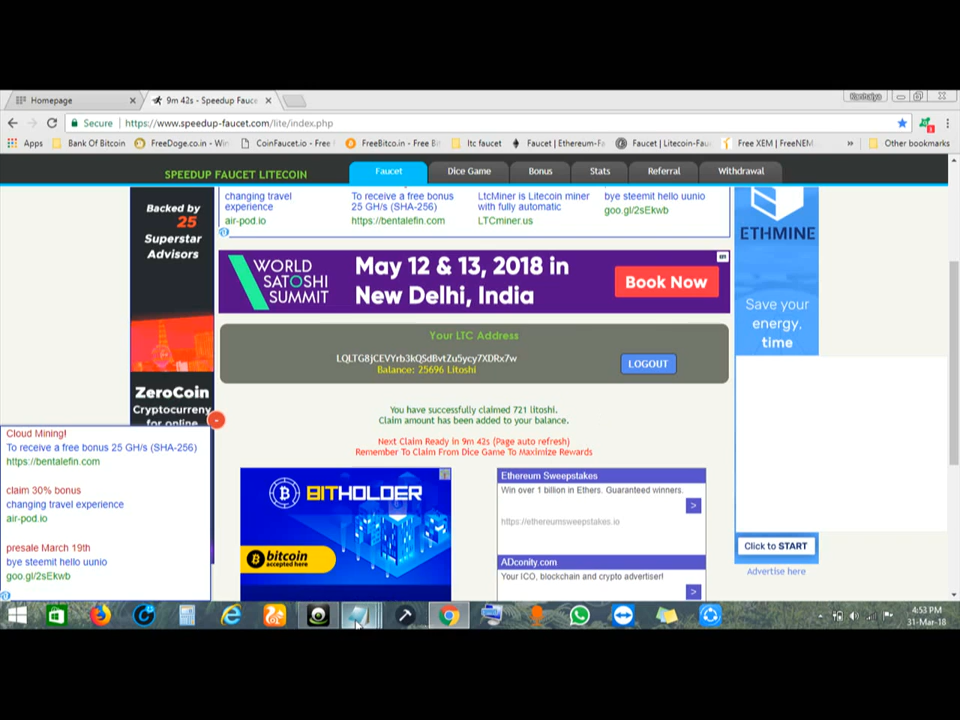 Homepage
9m 42s - Speedup Fauce
Kanhaiya
Secure
https://www.speedup-faucet.com/lite/index.php
Apps
Bank Of Bitcoin
FreeDoge.co.in - Win
CoinFaucet.io - Free
FreeBitco.in - Free Bi
ltc faucet
Faucet | Ethereum-Fa
Faucet | Litecoin-Fau
Free XEM | FreeNEM
»
Other bookmarks
SPEEDUP FAUCET LITECOIN
Faucet
Dice Game
Bonus
Stats
Referral
Withdrawal
Backed by
25
Superstar
Advisors
ZeroCoin
Cryptocurreny
for online
changing travel
experience
air-pod.io
To receive a free bonus
25 GH/s (SHA-256)
https://bentalefin.com
LtcMiner is Litecoin miner
with fully automatic
LTCminer.us
bye steemit hello uunio
goo.gl/2sEkwb
WORLD
SATOSHI
SUMMIT
May 12 & 13, 2018 in
New Delhi, India
Book Now
ETHMINE
Save your
energy,
time
Click to START
Advertise here
Your LTC Address
LQLTG8jCEVYrb3kQSdBvtZu5ycy7XDRx7w
Balance: 25696 Litoshi
LOGOUT
You have successfully claimed 721 litoshi.
Claim amount has been added to your balance.
Next Claim Ready in 9m 42s (Page auto refresh)
Remember To Claim From Dice Game To Maximize Rewards
Cloud Mining!
To receive a free bonus 25 GH/s (SHA-256)
https://bentalefin.com
claim 30% bonus
changing travel experience
air-pod.io
presale March 19th
bye steemit hello uunio
goo.gl/2sEkwb
BITHOLDER
bitcoin
accepted here
Ethereum Sweepstakes
Win over 1 billion in Ethers. Guaranteed winners.
https://ethereumsweepstakes.io
ADconity.com
Your ICO, blockchain and crypto advertiser!
4:53 PM
31-Mar-18